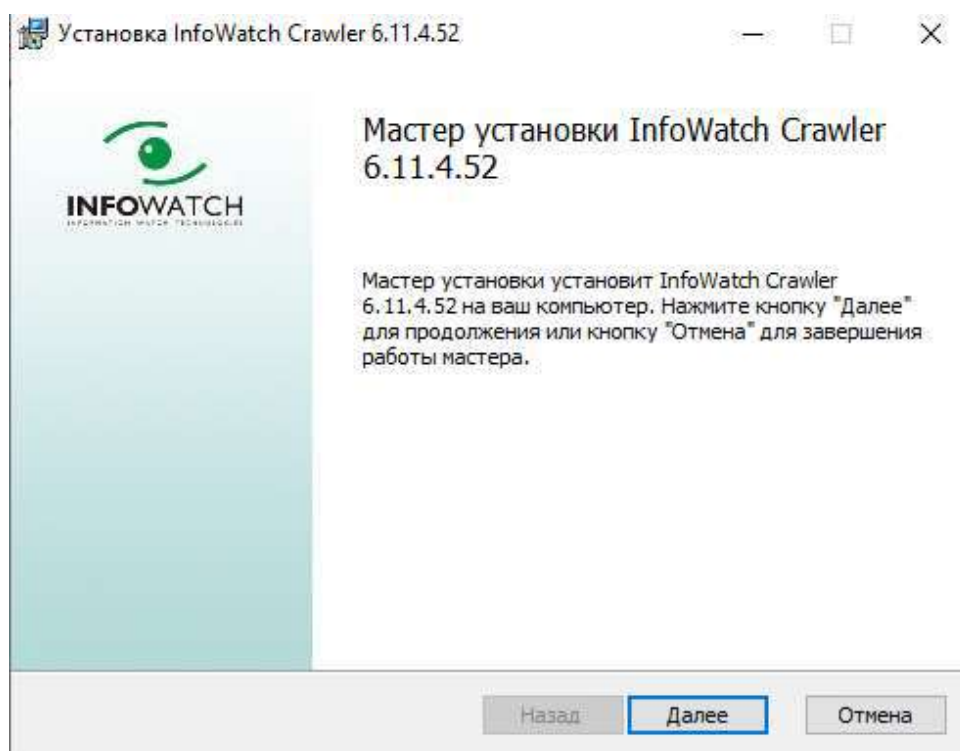 Установка InfoWatch Crawler 6.11.4.52
INFOWATCH
Мастер установки InfoWatch Crawler
6.11.4.52
Мастер установки установит InfoWatch Crawler
6.11.4.52 на ваш компьютер. Нажмите кнопку "Далее"
для продолжения или кнопку "Отмена" для завершения
работы мастера.
Назад
Далее
Отмена